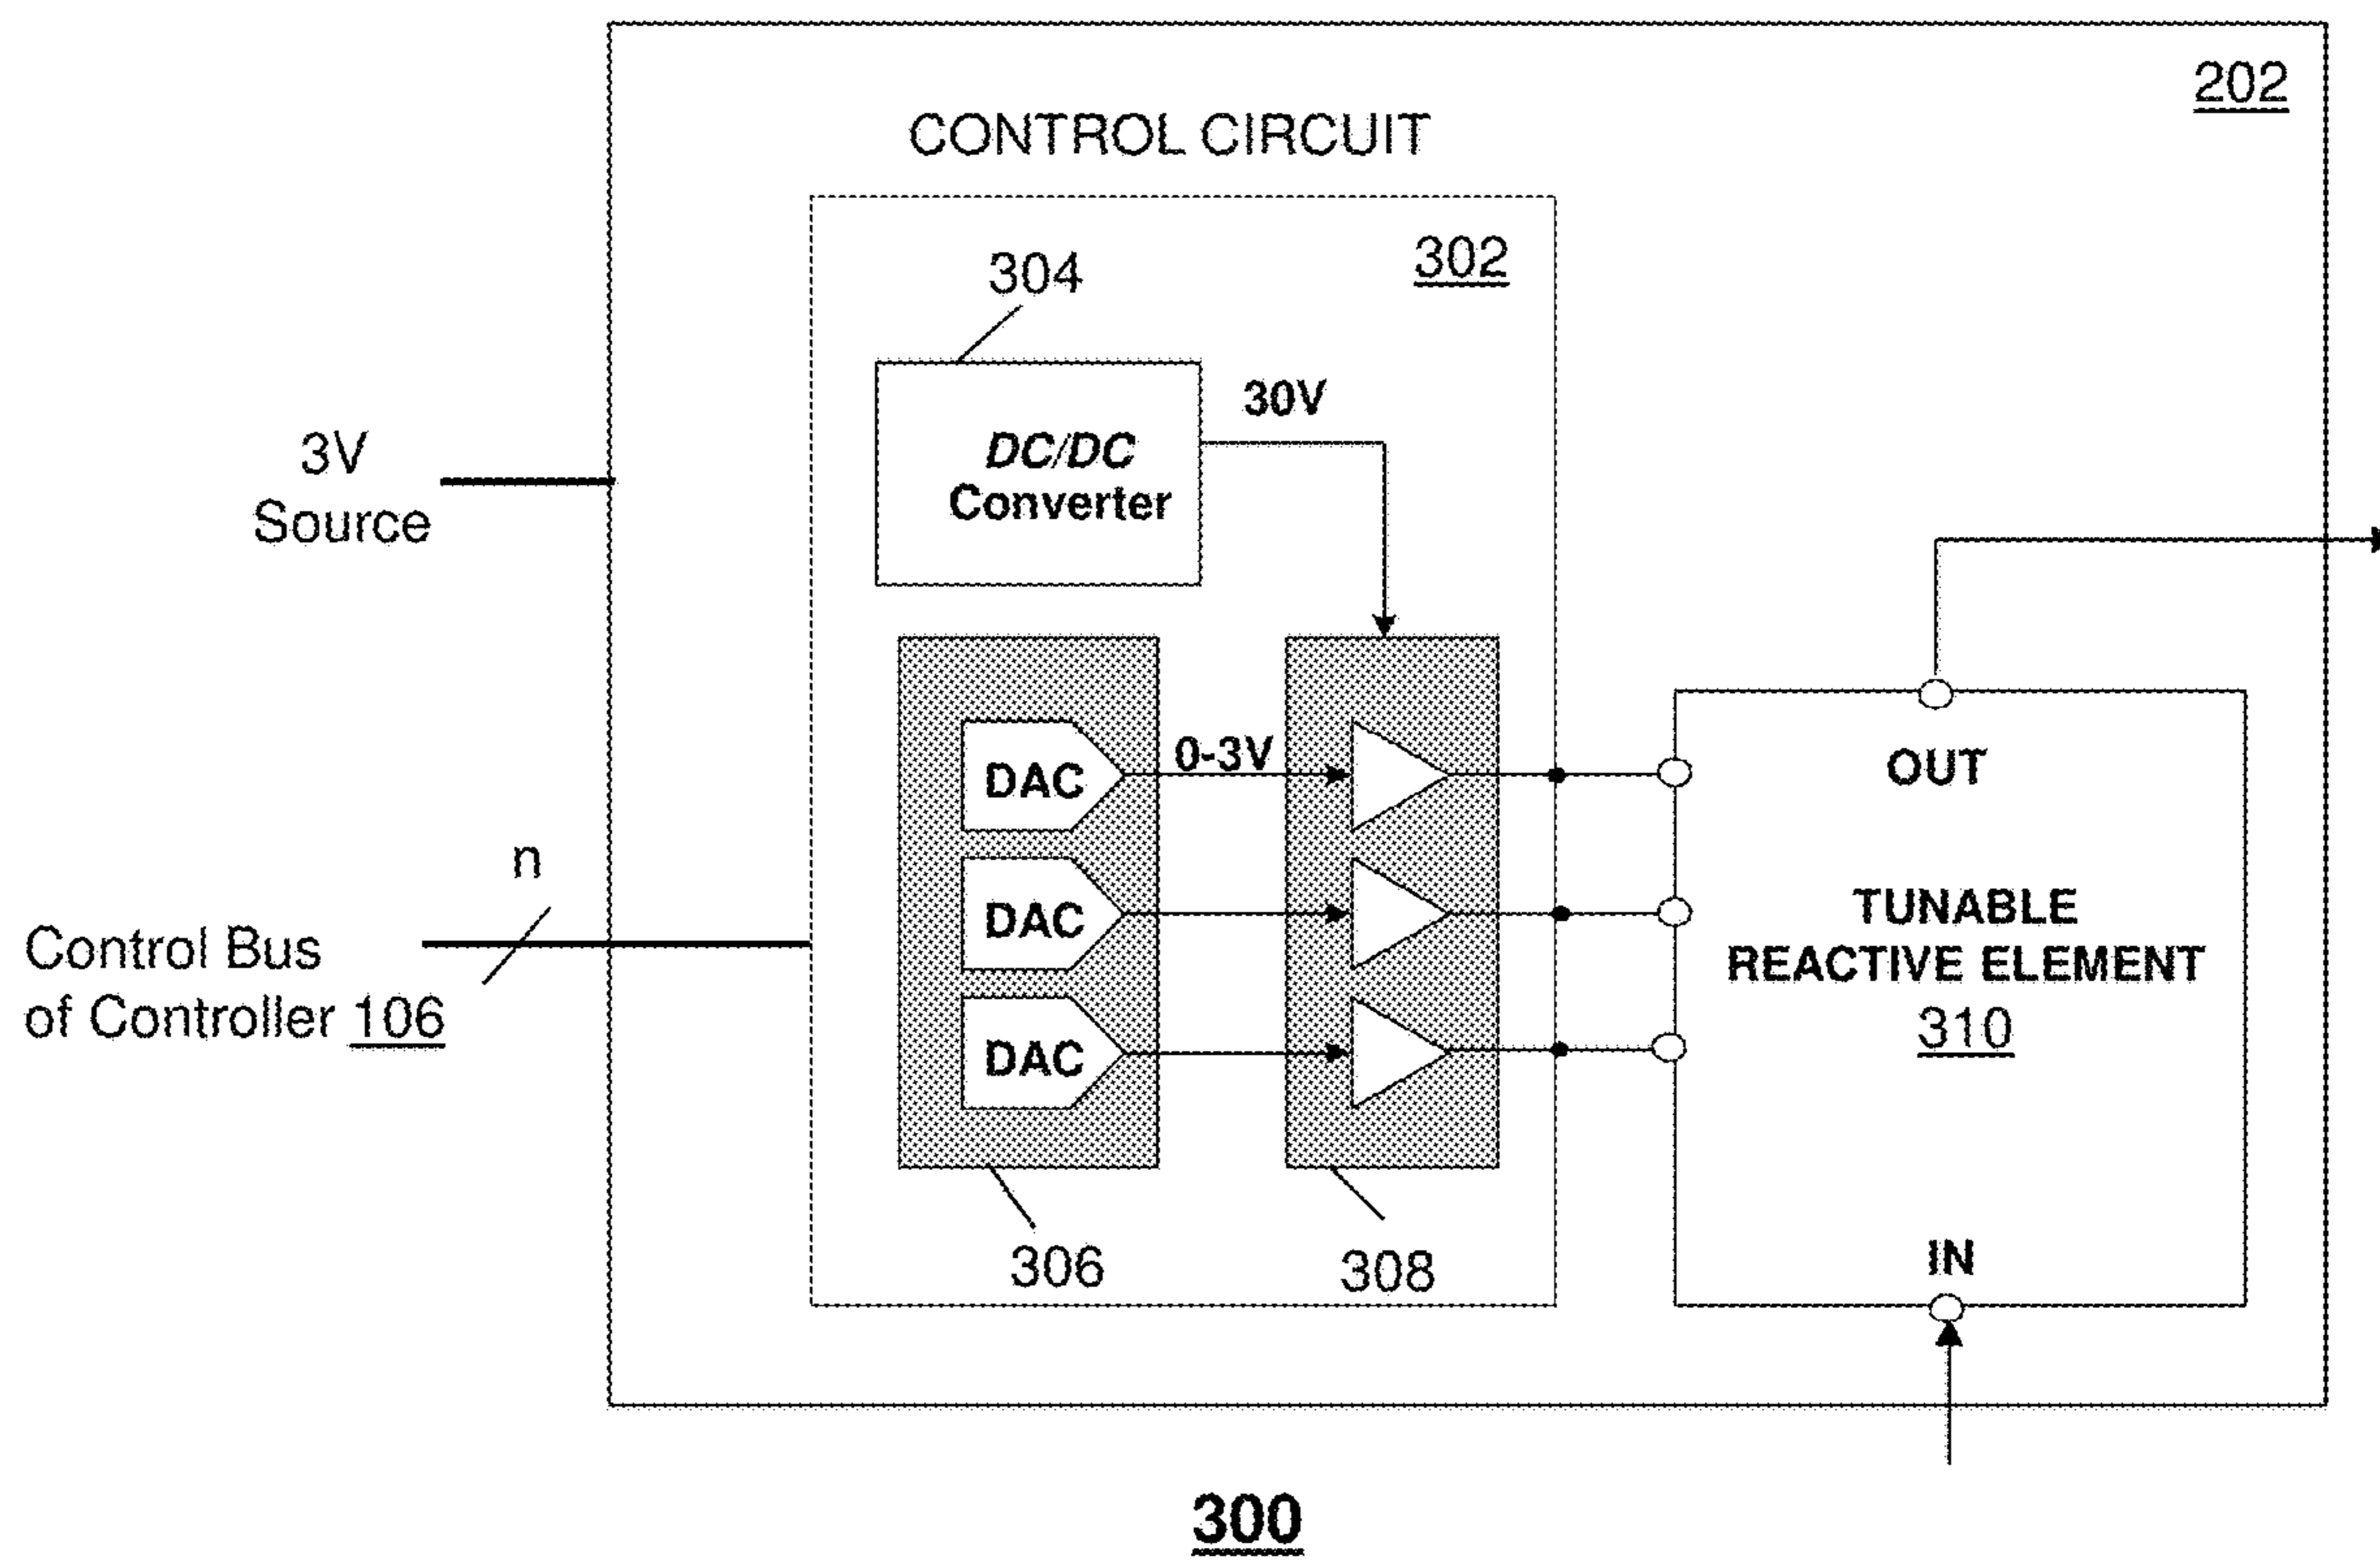 202
CONTROL CIRCUIT
302
304
30V
DC/DC
Converter
3V
Source
0-3V
DAC
DAC
DAC
OUT
TUNABLE
REACTIVE ELEMENT
310
IN
n
Control Bus
of Controller 106
306
308
300